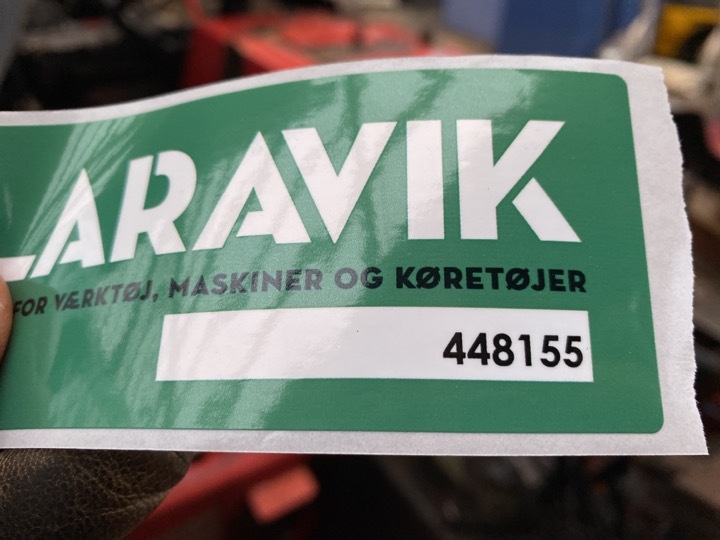 LARAVIK
FOR VÆRKTØJ, MASKINER OG KØRETØJER
448155